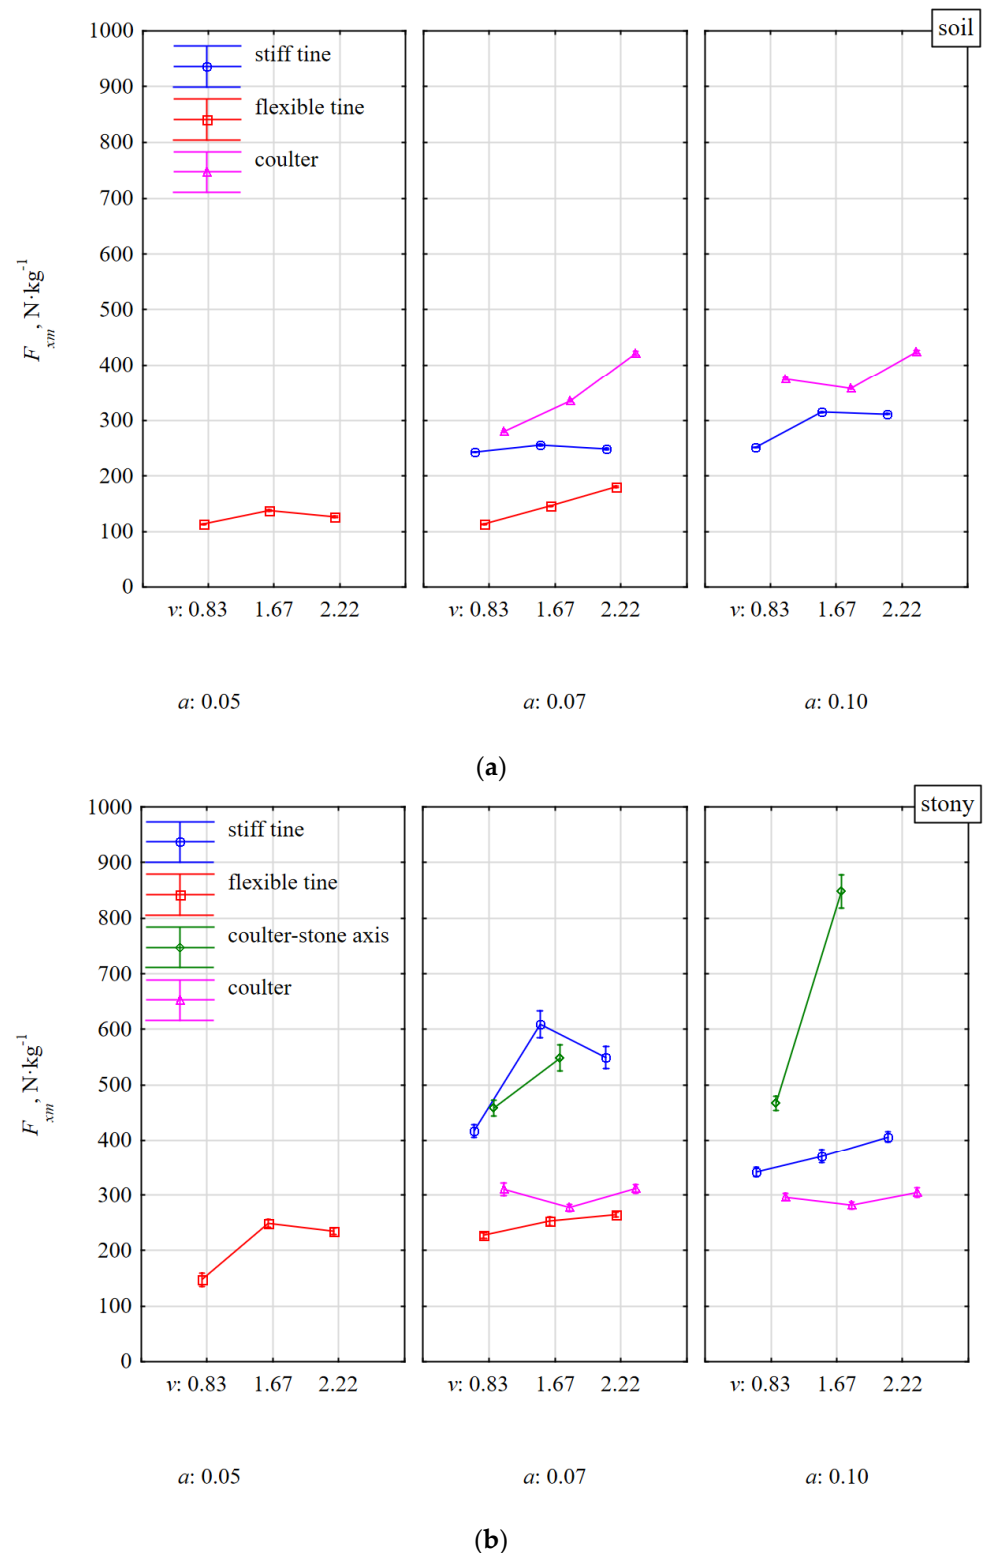 soil
1000
900
800
700
600
500
400
300
200
100
0
F xm, N·kg-1
stiff tine
flexible tine
coulter
v: 0.83 1.67 2.22
v: 0.83 1.67 2.22
v: 0.83 1.67 2.22
a: 0.05 a: 0.07 a: 0.10
(a)
stony
1000
900
800
700
600
500
400
300
200
100
0
F xm, N·kg-1
stiff tine
flexible tine
coulter-stone axis
coulter
v: 0.83 1.67 2.22
v: 0.83 1.67 2.22
v: 0.83 1.67 2.22
a: 0.05 a: 0.07 a: 0.10
(b)